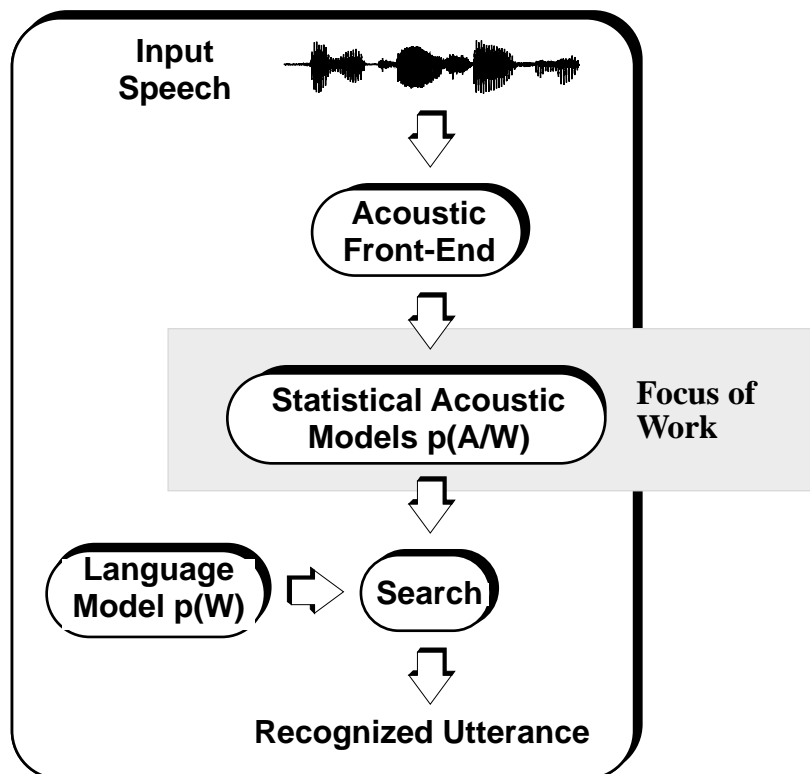 Input
Speech
Acoustic
Front-End
Statistical Acoustic
Models p(A/W)
Focus of
Work
Language
Model p(W)
Search
Recognized Utterance